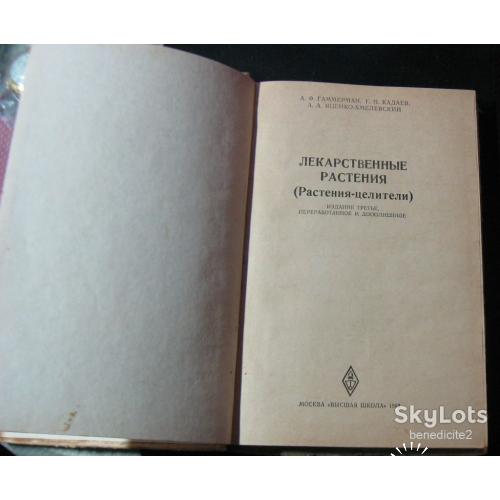 А. Ф. ГАММЕРМАН, Г. Н. КАДАЕВ,
А. А. ЯЦЕНКО-ХМЕЛЕВСКИЙ
ЛЕКАРСТВЕННЫЕ
РАСТЕНИЯ
(Растения-целители)
ИЗДАНИЕ ТРЕТЬЕ,
ПЕРЕРАБОТАННОЕ И ДОПОЛНЕННОЕ
МОСКВА «ВЫСШАЯ ШКОЛА»
SkyLots
benedicite2